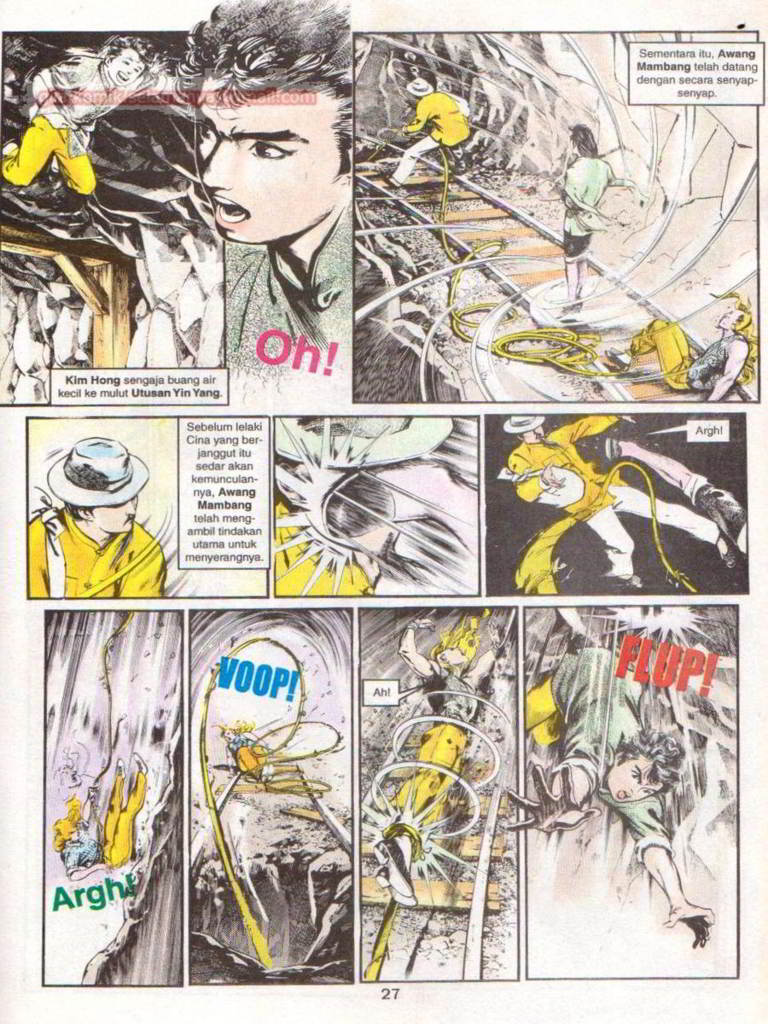 Oh!
Kim Hong sengaja buang air
kecil ke mulut Utusan Yin Yang.
Sementara itu, Awang
Mambang telah datang
dengan secara senyap-
senyap.
Sebelum lelaki
Cina yang ber-
janggut itu
sedar akan
kemunculan-
nya, Awang
Mambang
telah meng-
ambil tindakan
utama untuk
menyerangnya.
Argh!
Argh!
VOOP!
Ah!
FLUP!
27